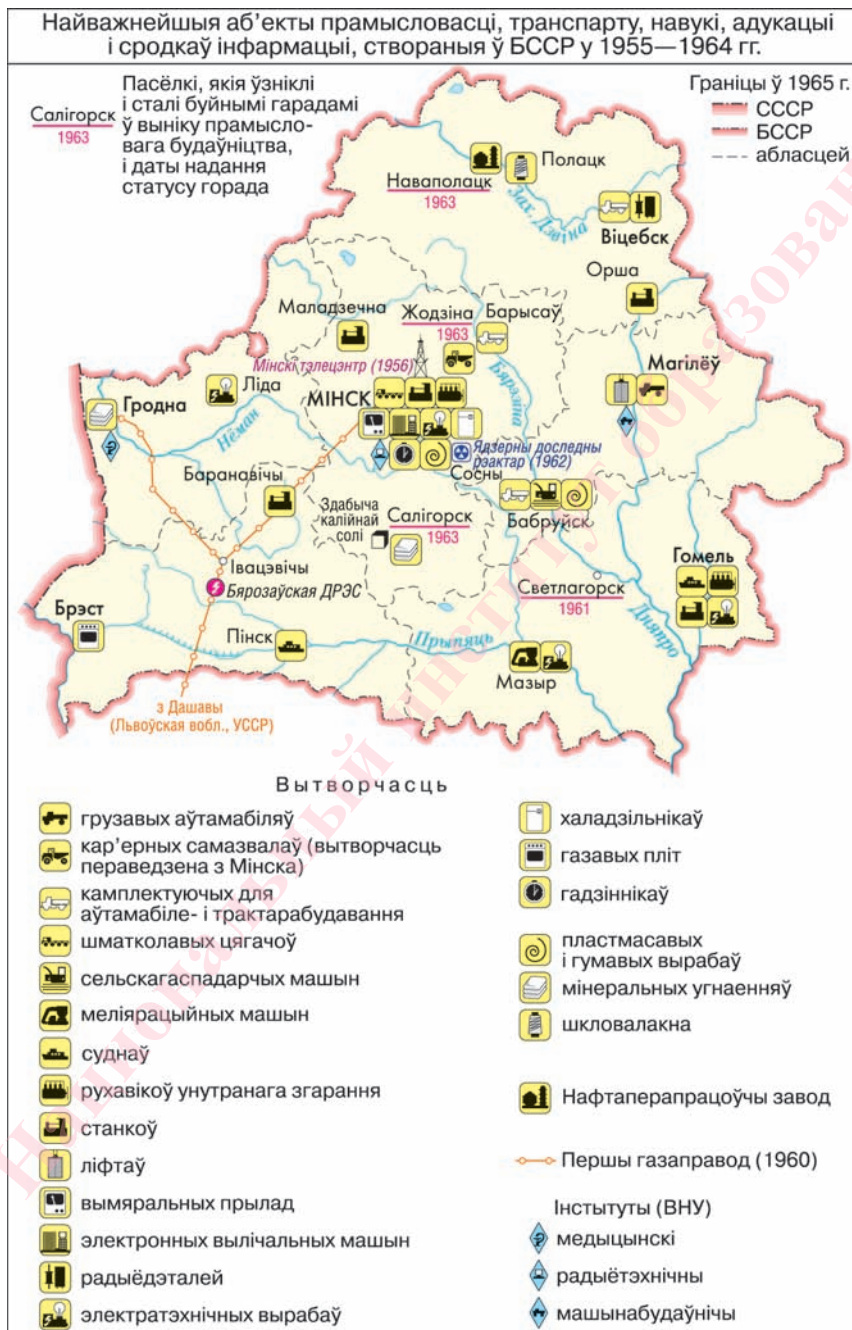 Найважнейшыя аб’екты прамысловасці, транспарту, навукі, адукацыі
і сродкаў інфармацыі, створаныя ў БССР у 1955—1964 гг.
Салігорск
1963
Пасёлкі, якія ўзніклі
і сталі буйнымі гарадамі
ў выніку прамысло-
вага будаўніцтва,
і даты надання
статусу горада
Граніцы ў 1965 г.
СССР
БССР
абласцей
Полацк
Наваполацк
1963
Зах. Дзвіна
Віцебск
Орша
Маладзечна
Жодзіна
1963
Барысаў
Мінскі тэлецэнтр (1956)
Магілёў
Ліда
МІНСК
Бярэзіна
Гродна
Нёман
Ядзерны доследны
рэактар (1962)
Сосны
Баранавічы
Здабыча
калійнай
солі
Салігорск
1963
Бабруйск
Гомель
Івацэвічы
Бярозаўская ДРЭС
Светлагорск
1961
Брэст
Пінск
Прыпяць
Дняпро
Мазыр
з Дашавы
(Львоўская вобл., УССР)
Вытворчасць
грузавых аўтамабіляў
кар’ерных самазвалаў (вытворчасць
пераведзена з Мінска)
камплектуючых для
аўтамабіле- і трактарабудавання
шматколавых цягачоў
сельскагаспадарчых машын
меліярацыйных машын
суднаў
рухавікоў унутранага згарання
станкоў
ліфтаў
вымяральных прылад
электронных вылічальных машын
радыёдэталей
электратэхнічных вырабаў
халадзільнікаў
газавых пліт
гадзіннікаў
пластмасавых
і гумавых вырабаў
мінеральных угнаенняў
шкловалакна
Нафтаперапрацоўчы завод
Першы газаправод (1960)
Інстытуты (ВНУ)
медыцынскі
радыётэхнічны
машынабудаўнічы
Национальный институт образован